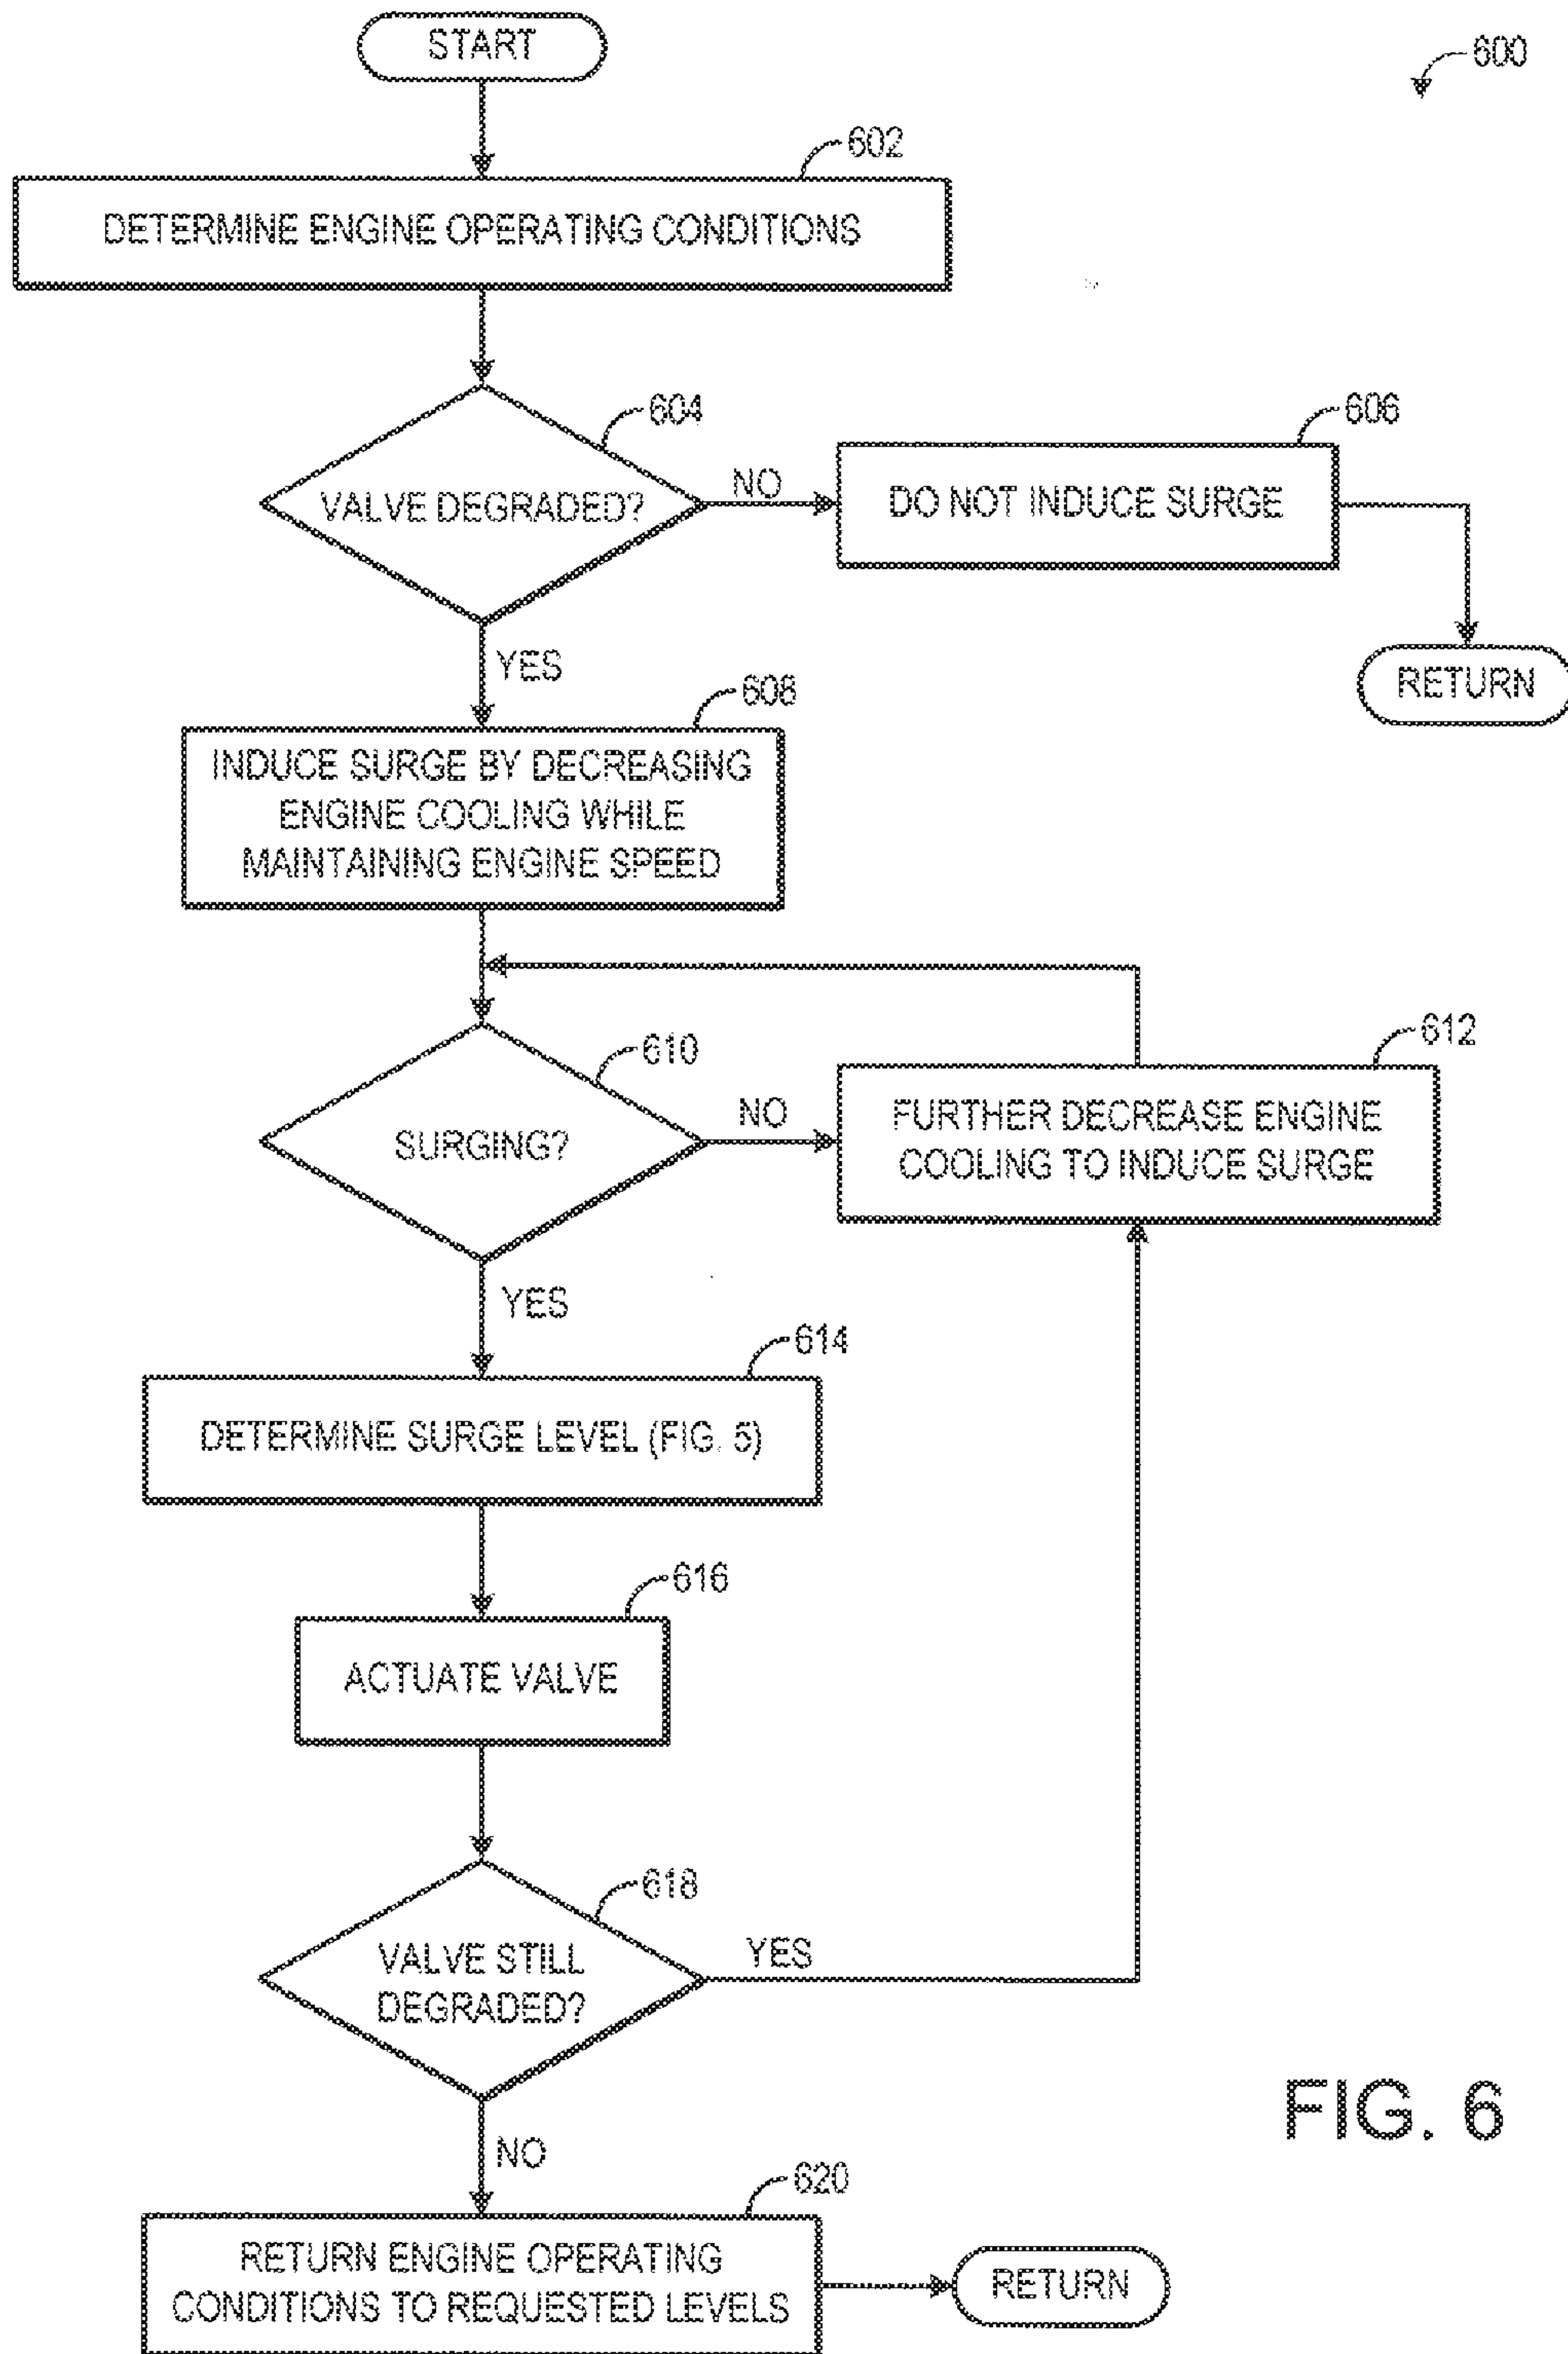 START
600
602
DETERMINE ENGINE OPERATING CONDITIONS
604
606
VALVE DEGRADED?
NO
DO NOT INDUCE SURGE
YES
RETURN
608
INDUCE SURGE BY DECREASING
ENGINE COOLING WHILE
MAINTAINING ENGINE SPEED
610
612
SURGING?
NO
FURTHER DECREASE ENGINE
COOLING TO INDUCE SURGE
YES
614
DETERMINE SURGE LEVEL (FIG. 5)
616
ACTUATE VALVE
618
VALVE STILL
DEGRADED?
YES
NO
FIG. 6
620
RETURN ENGINE OPERATING
CONDITIONS TO REQUESTED LEVELS
RETURN